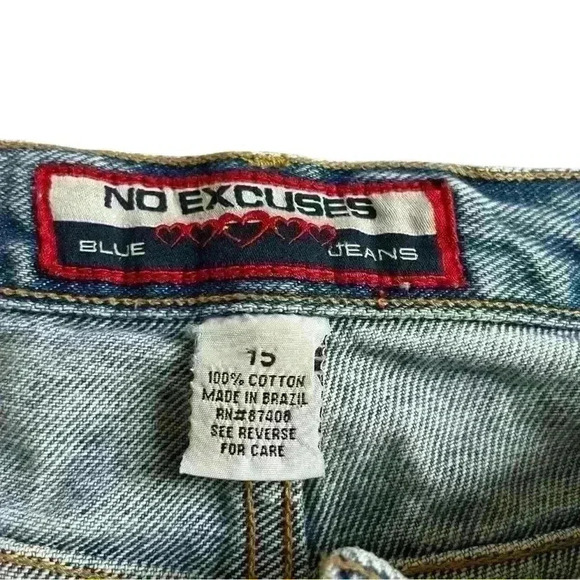 NO EXCUSES
BLUE JEANS
15
100% COTTON
MADE IN BRAZIL
RN#87408
SEE REVERSE
FOR CARE